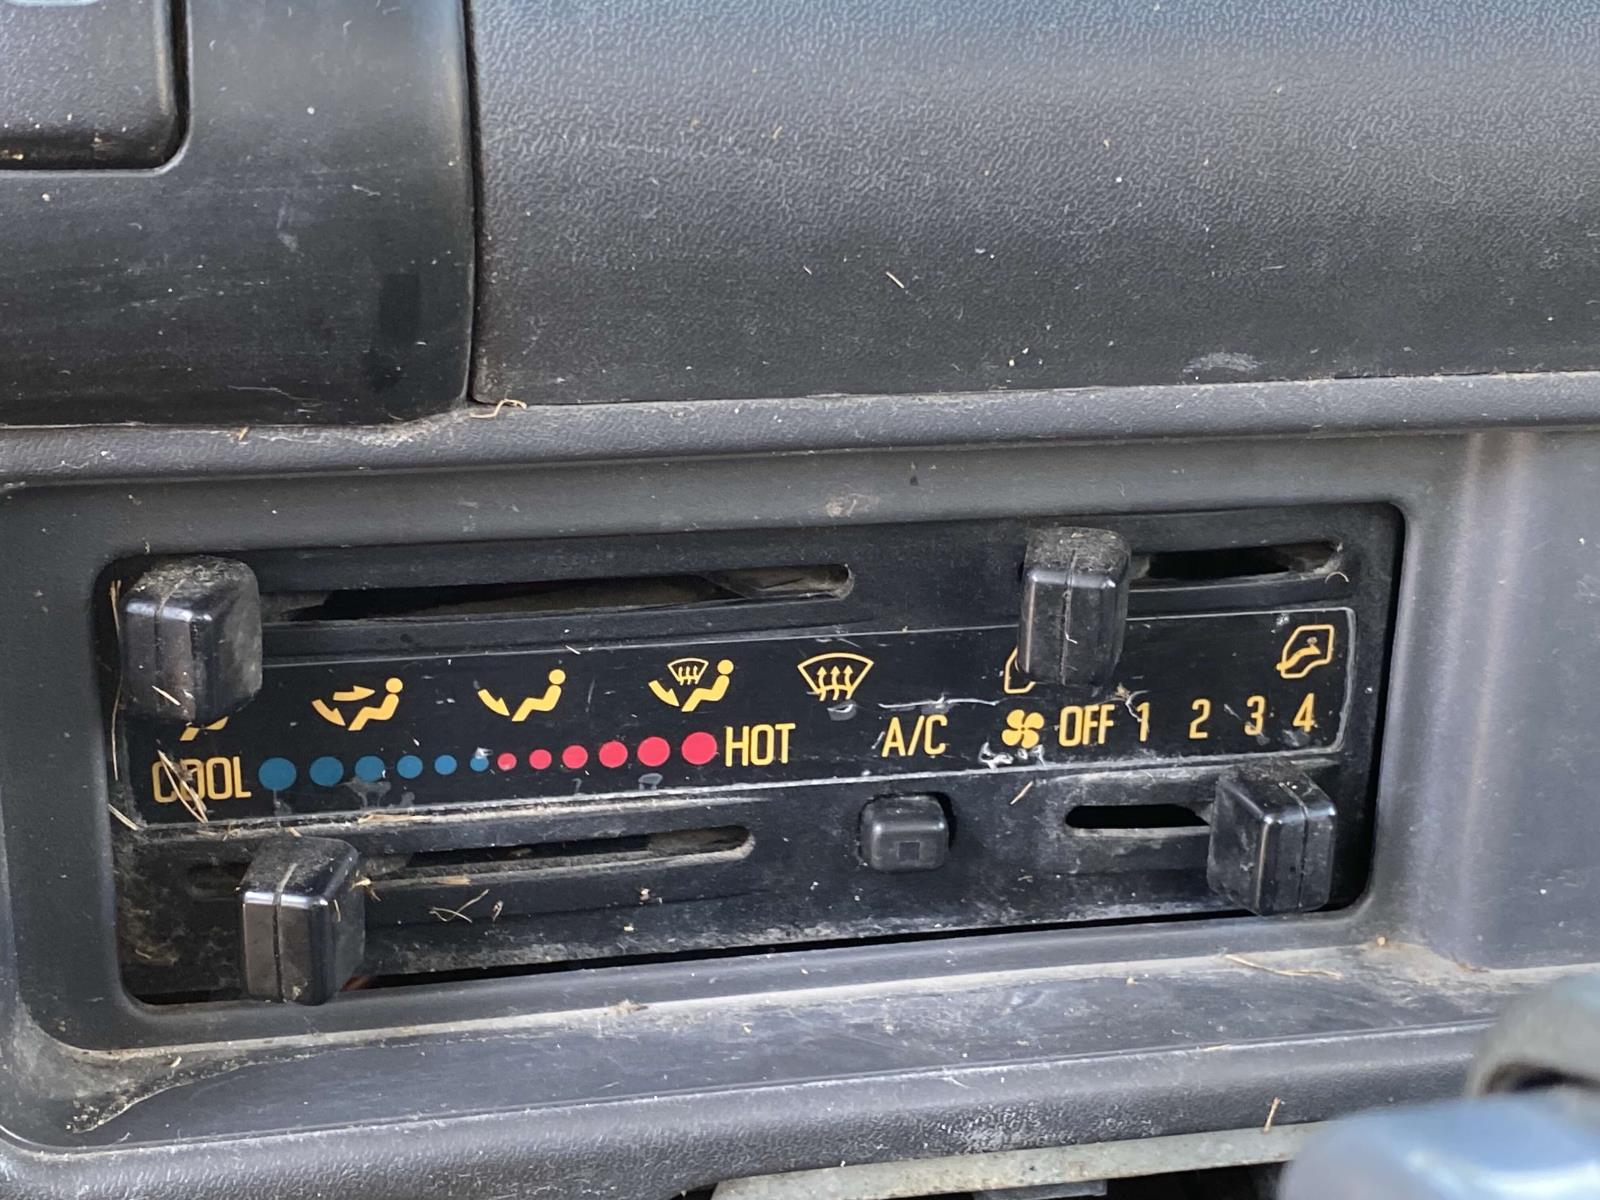 COOL HOT A/C OFF 1 2 3 4